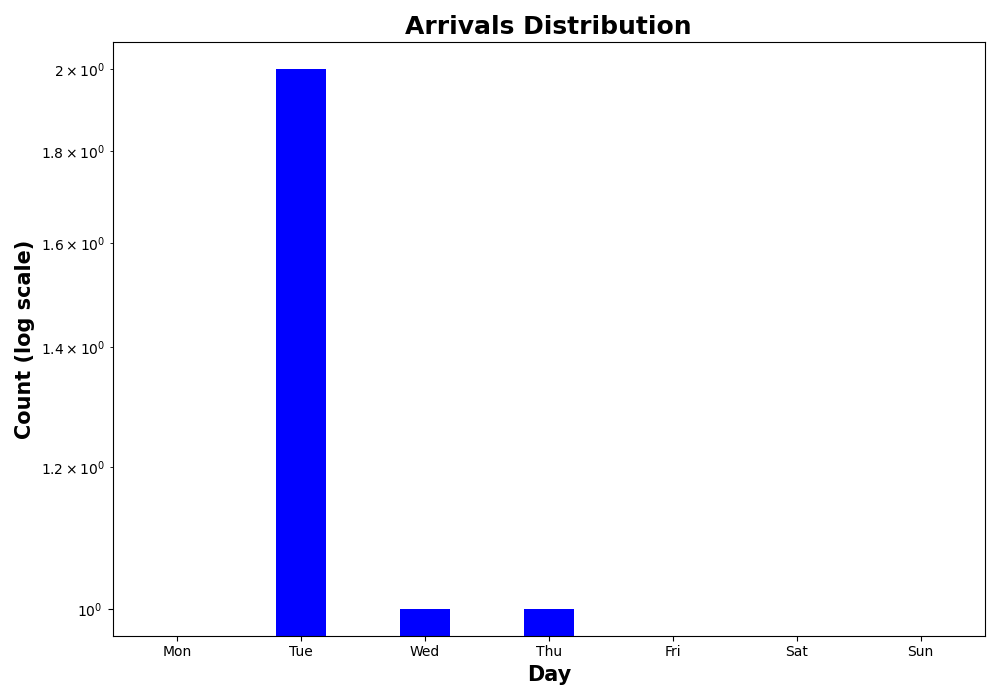 Arrivals Distribution
2 × 10⁰
1.8 × 10⁰
1.6 × 10⁰
1.4 × 10⁰
1.2 × 10⁰
10⁰
Count (log scale)
Mon Tue Wed Thu Fri Sat Sun
Day